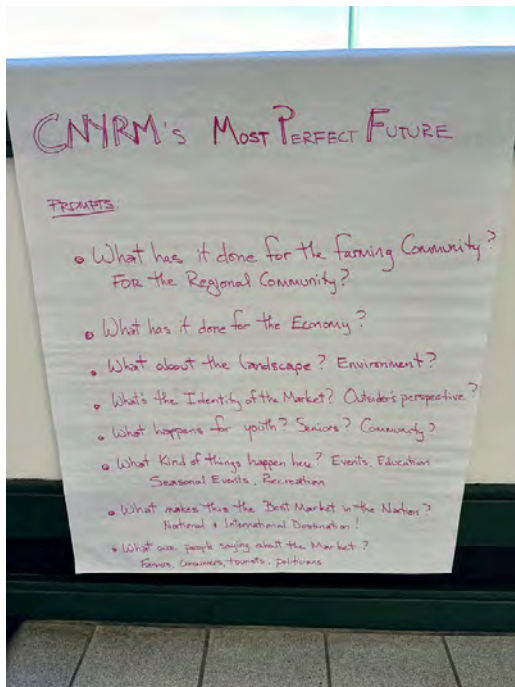 CNYRM's Most Perfect Future
PROMPTS:
• What has it done for the farming Community?
FOR the Regional Community?
• What has it done for the Economy?
• What about the landscape? Environment?
• What's the Identity of the Market? Outsider's perspective?
• What happens for youth? Seniors? Community?
• What Kind of things happen here? Events, Education
Seasonal Events, Recreation
• What makes this the Best Market in the Nation?
National & International Destination!
• What are people saying about the Market?
Farmers, Consumers, tourists, politicians